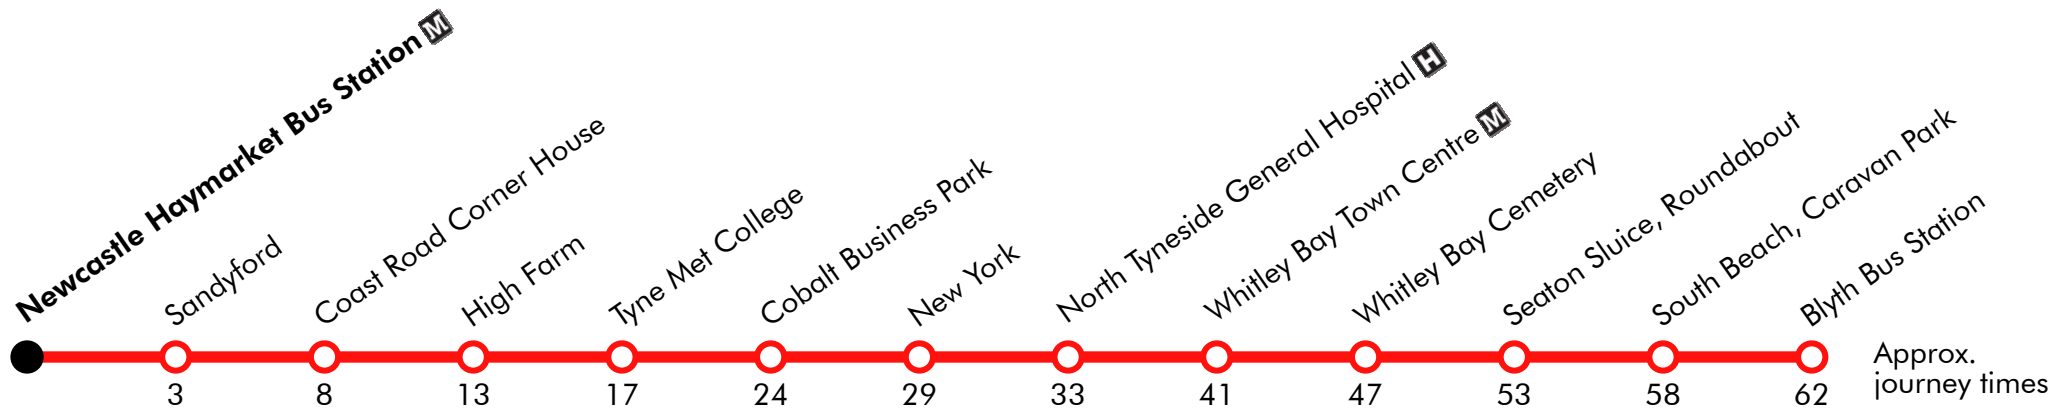 Newcastle Haymarket Bus Station M
Sandyford
Coast Road Corner House
High Farm
Tyne Met College
Cobalt Business Park
New York
North Tyneside General Hospital H
Whitley Bay Town Centre M
Whitley Bay Cemetery
Seaton Sluice, Roundabout
South Beach, Caravan Park
Blyth Bus Station
3 8 13 17 24 29 33 41 47 53 58 62
Approx.
journey times